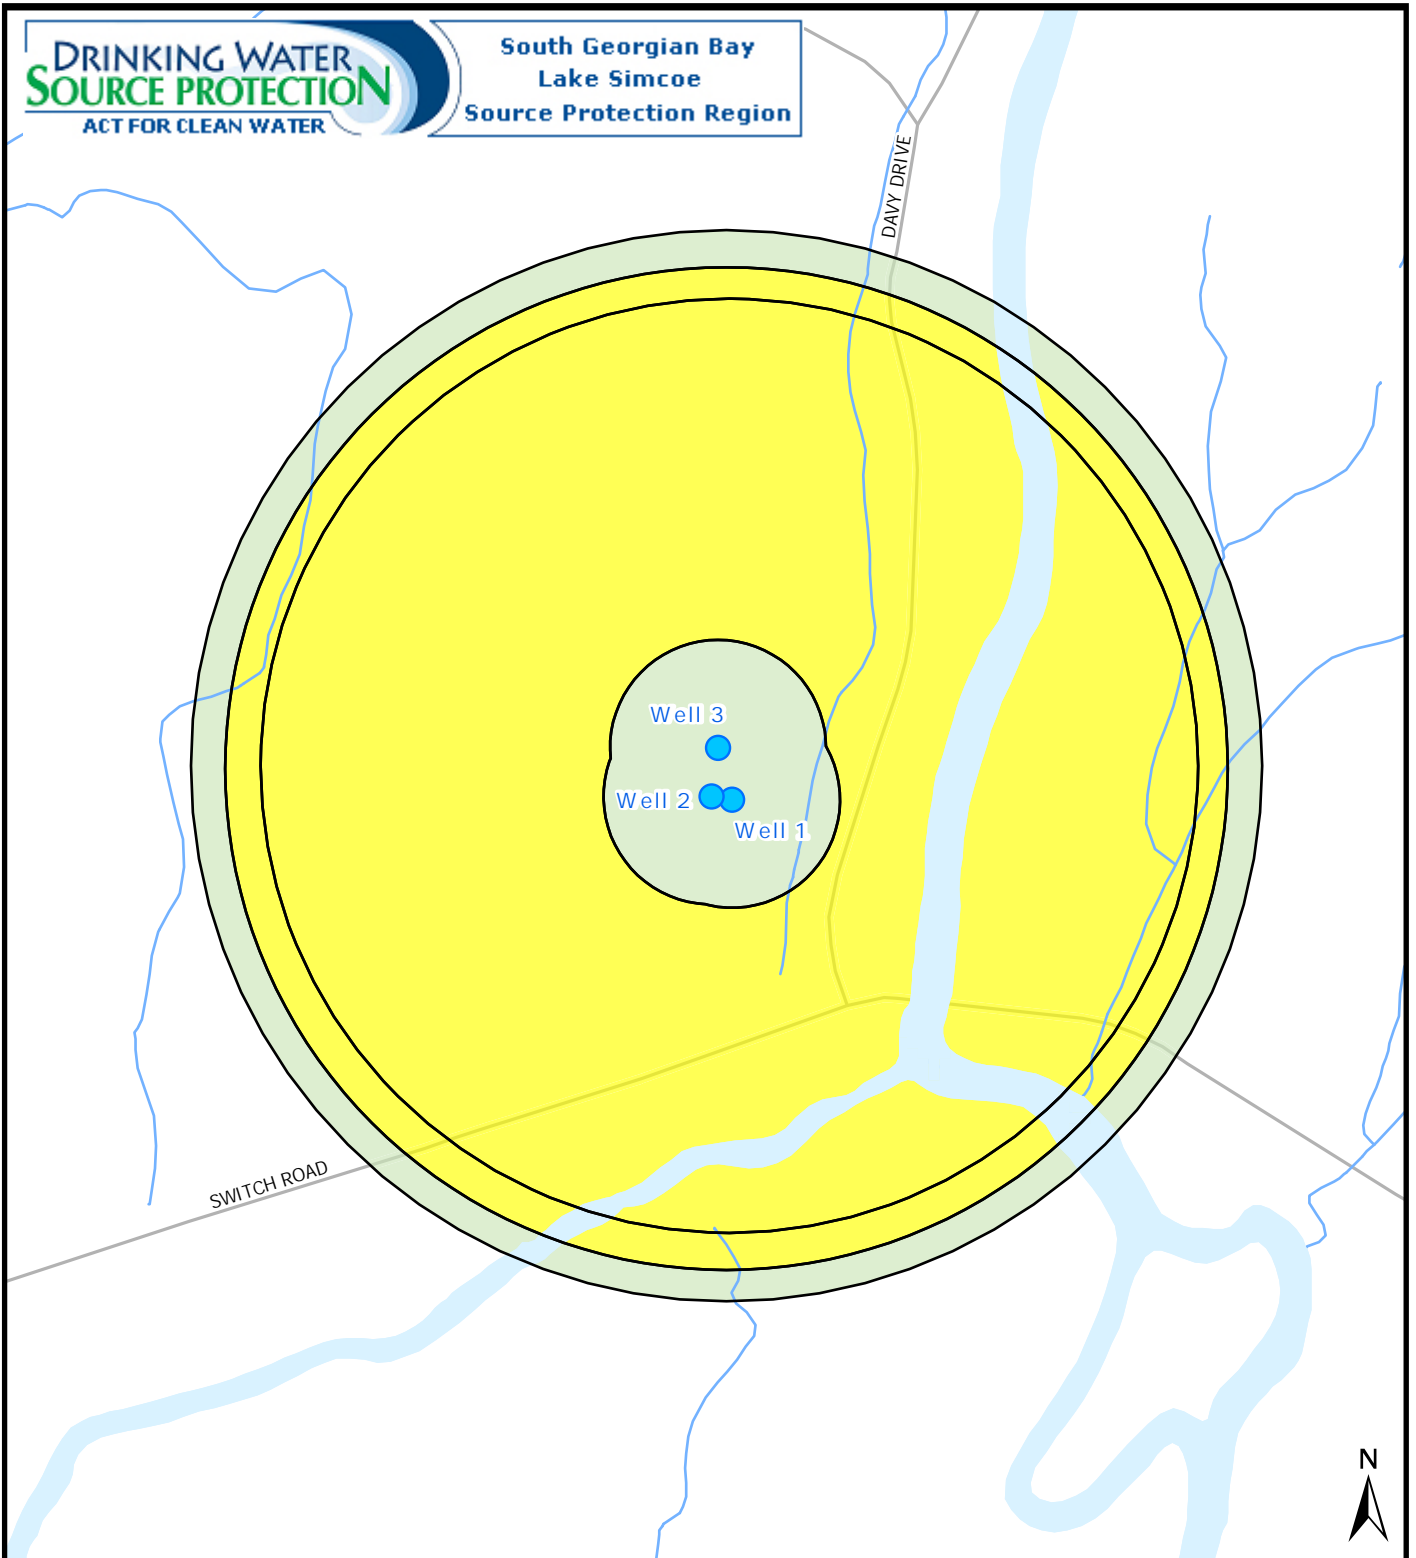 DRINKING WATER
SOURCE PROTECTION
ACT FOR CLEAN WATER
South Georgian Bay
Lake Simcoe
Source Protection Region
DAVY DRIVE
Well 3
Well 2
Well 1
SWITCH ROAD
N